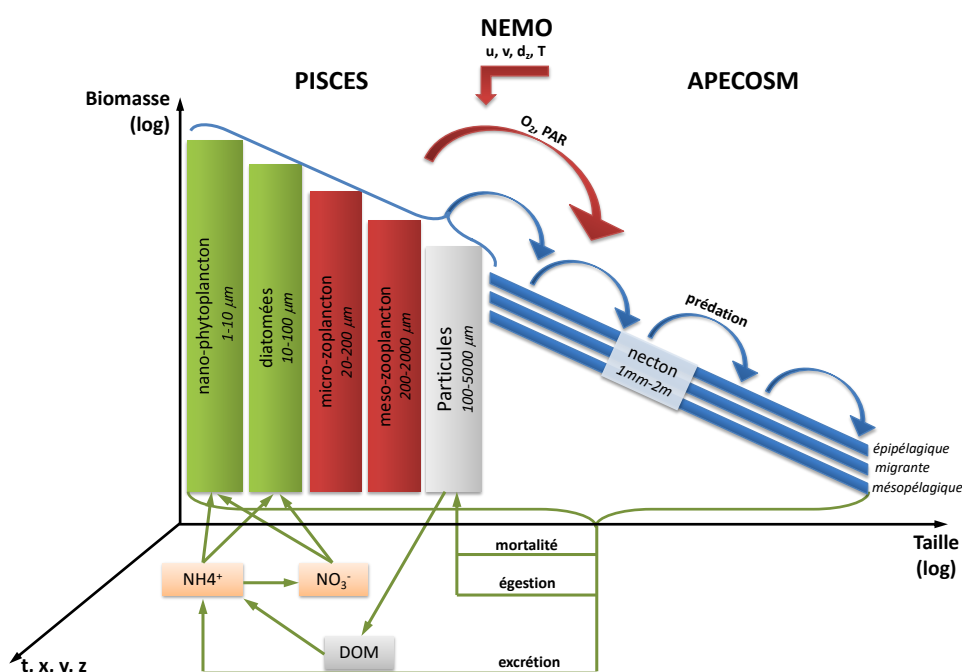 NEMO
u, v, dz, T
PISCES
APECOSM
Biomasse
(log)
O2, PAR
nano-phytoplancton
1-10 µm
diatomées
10-100 µm
micro-zoplancton
20-200 µm
meso-zooplancton
200-2000 µm
Particules
100-5000 µm
prédation
necton
1mm-2m
épipélagique
migrante
mésopélagique
Taille
(log)
mortalité
égestion
NH4⁺
NO₃⁻
DOM
excrétion
t, x, y, z